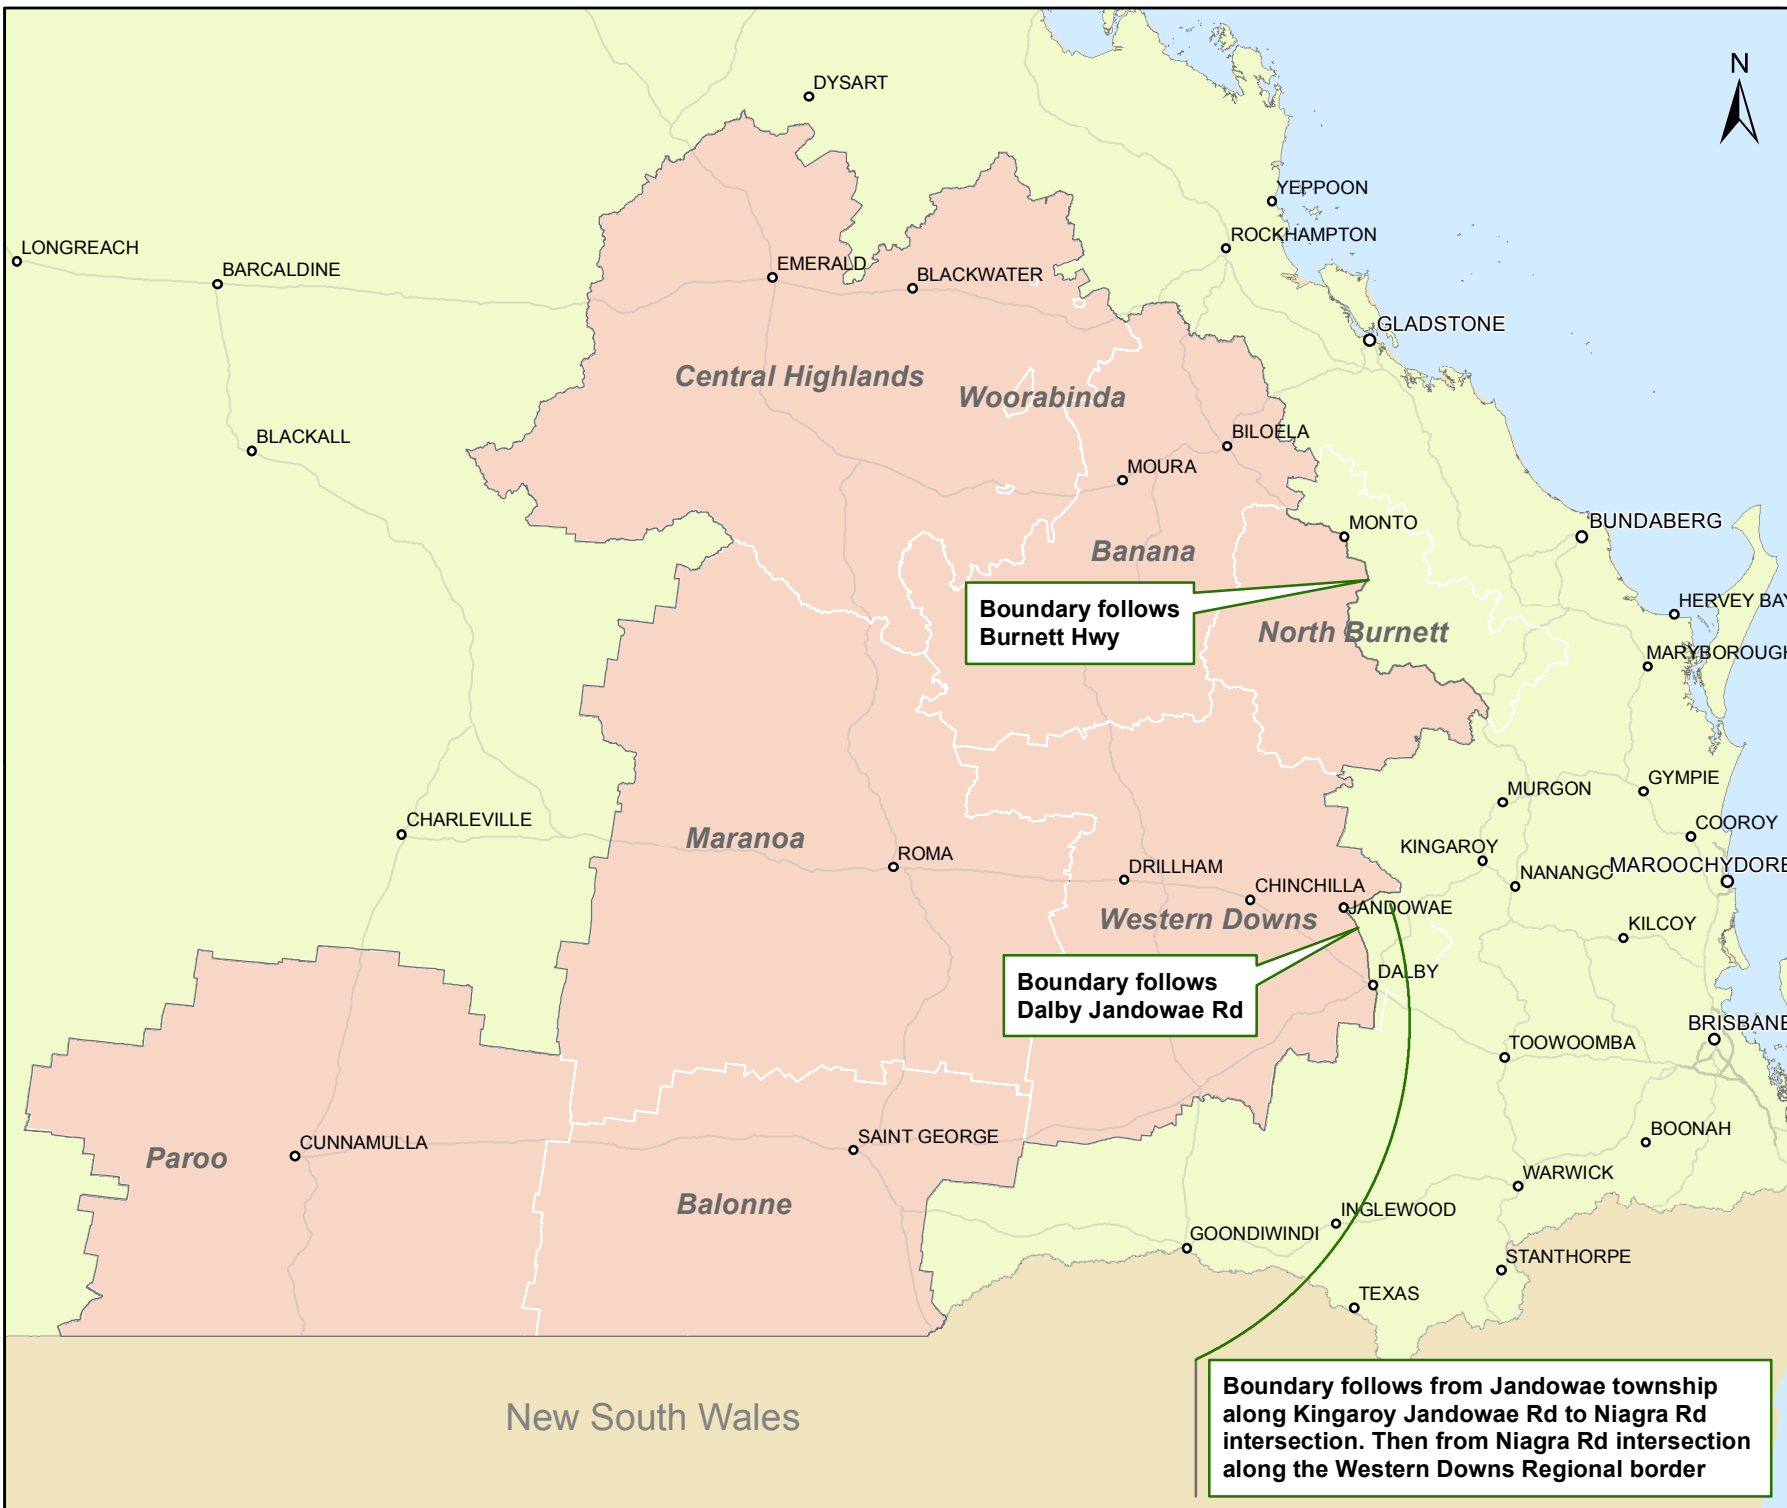 N
DYSART
YEPPOON
ROCKHAMPTON
LONGREACH
BARCALDINE
EMERALD
BLACKWATER
GLADSTONE
Central Highlands
Woorabinda
BLACKALL
BILOELA
MOURA
MONTO
BUNDABERG
Banana
Boundary follows
Burnett Hwy
HERVEY BAY
North Burnett
MARYBOROUGH
GYMPIE
MURGON
CHARLEVILLE
COOROY
Maranoa
KINGAROY
ROMA
DRILLHAM
NANANGO
MAROOCHYDORE
CHINCHILLA
JANDOWAE
Western Downs
KILCOY
DALBY
Boundary follows
Dalby Jandowae Rd
BRISBANE
TOOWOOMBA
SAINT GEORGE
CUNNAMULLA
BOONAH
Paroo
WARWICK
Balonne
INGLEWOOD
GOONDIWINDI
STANTHORPE
TEXAS
New South Wales
Boundary follows from Jandowae township
along Kingaroy Jandowae Rd to Niagra Rd
intersection. Then from Niagra Rd intersection
along the Western Downs Regional border